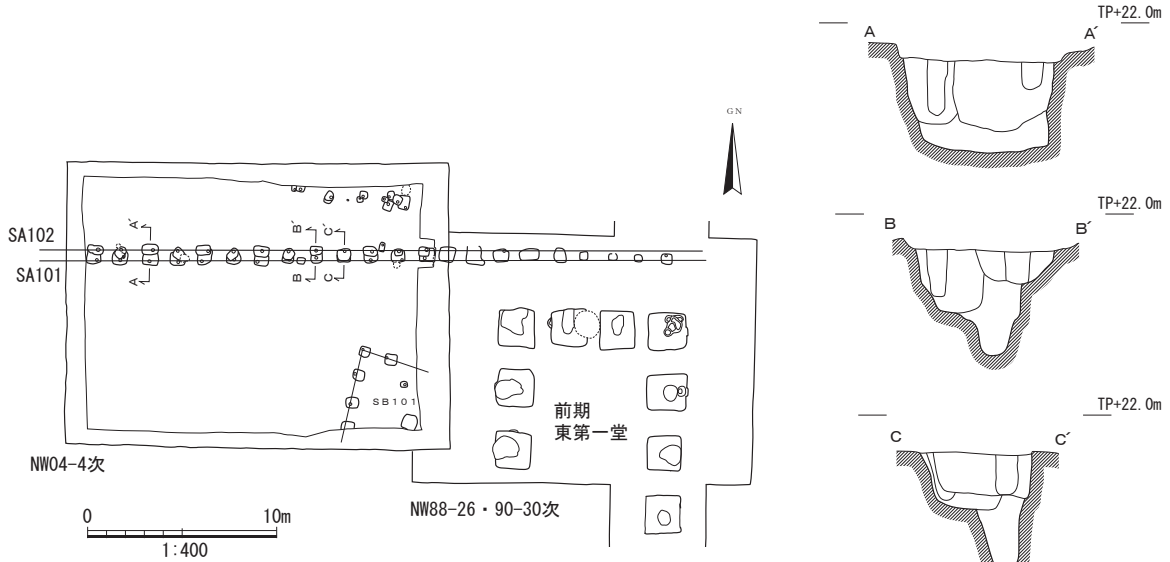 TP+22.0m
A
A´
GN
SA102
SA101
A´
B´
C´
A
B
C
TP+22.0m
B
B´
SB101
前期
東第一堂
TP+22.0m
C
C´
NW04-4次
NW88-26・90-30次
0
10m
1:400